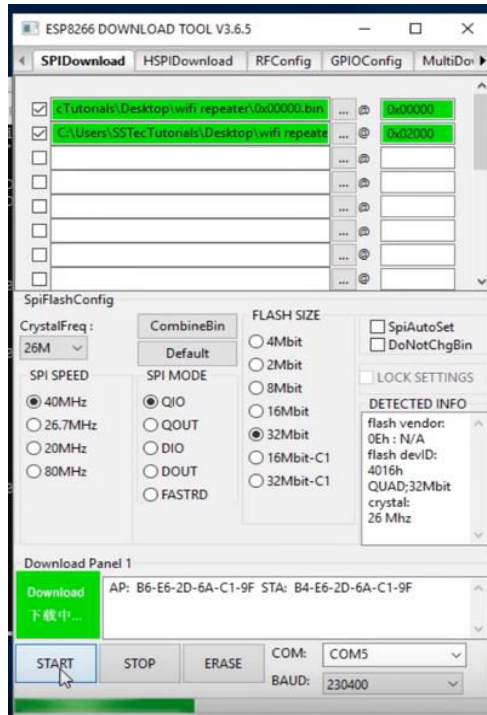 ESP8266 DOWNLOAD TOOL V3.6.5
SPIDownload HSPIDownload RFConfig GPIOConfig MultiDo
cTutorials\Desktop\wifi repeater\0x00000.bin ... @ 0x00000
C:\Users\SSTecTutorials\Desktop\wifi repeate ... @ 0x02000
... @
... @
... @
... @
... @
SpiFlashConfig
CrystalFreq :
26M
CombineBin
Default
SPI SPEED
40MHz
26.7MHz
20MHz
80MHz
SPI MODE
QIO
QOUT
DIO
DOUT
FASTRD
FLASH SIZE
4Mbit
2Mbit
8Mbit
16Mbit
32Mbit
16Mbit-C1
32Mbit-C1
SpiAutoSet
DoNotChgBin
LOCK SETTINGS
DETECTED INFO
flash vendor:
0Eh : N/A
flash devID:
4016h
QUAD;32Mbit
crystal:
26 Mhz
Download Panel 1
Download
下载中...
AP: B6-E6-2D-6A-C1-9F STA: B4-E6-2D-6A-C1-9F
START STOP ERASE
COM: COM5
BAUD: 230400